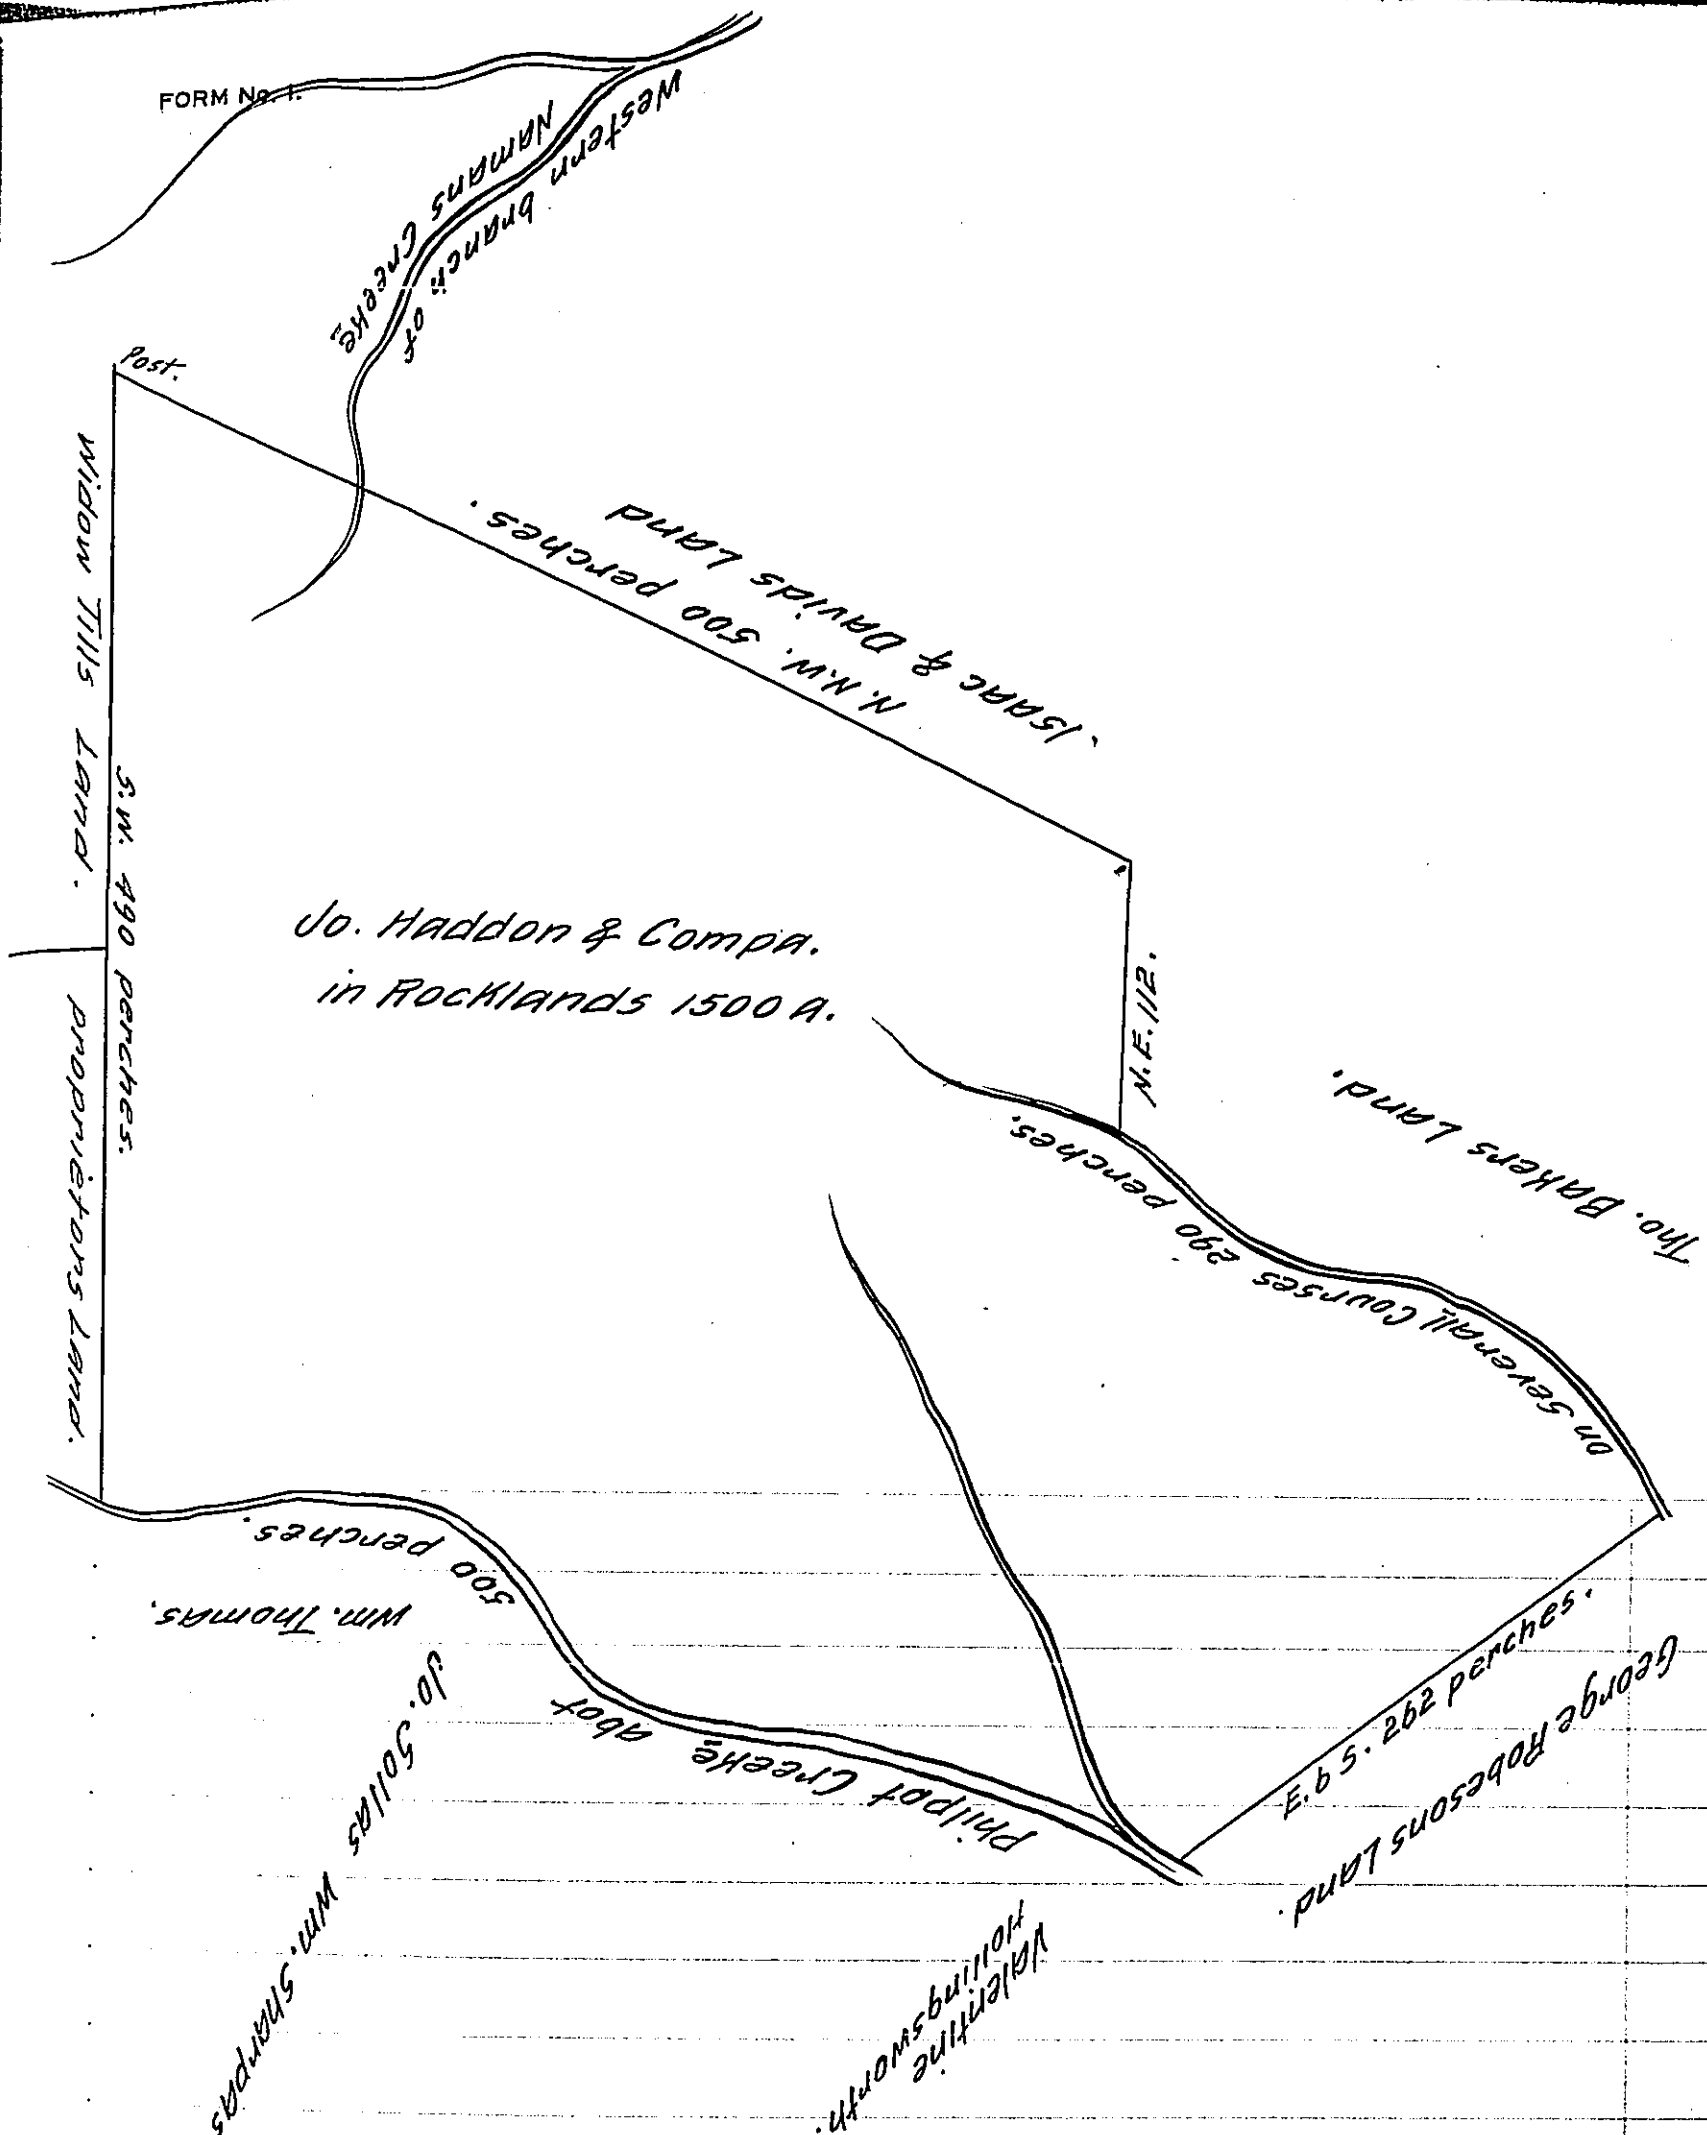 FORM No. 1.
Western branch of
Namans Creeke
Post.
Widow Tills Land.
S.W. 490 perches.
proprietors Land.
N.N.W. 500 perches.
Isaac & Davids Land
Jo. Haddon & Compa.
in Rocklands 1500 a.
N.E. 112.
Tho. Bakers Land.
on Severall Courses 290 perches.
E. b S. 262 perches.
George Robesons Land.
Philpot Creeke abot
500 perches.
Wm. Thomas.
Jo. Sollas
Wm. Sharpas
Valentine
Hollingsworth.